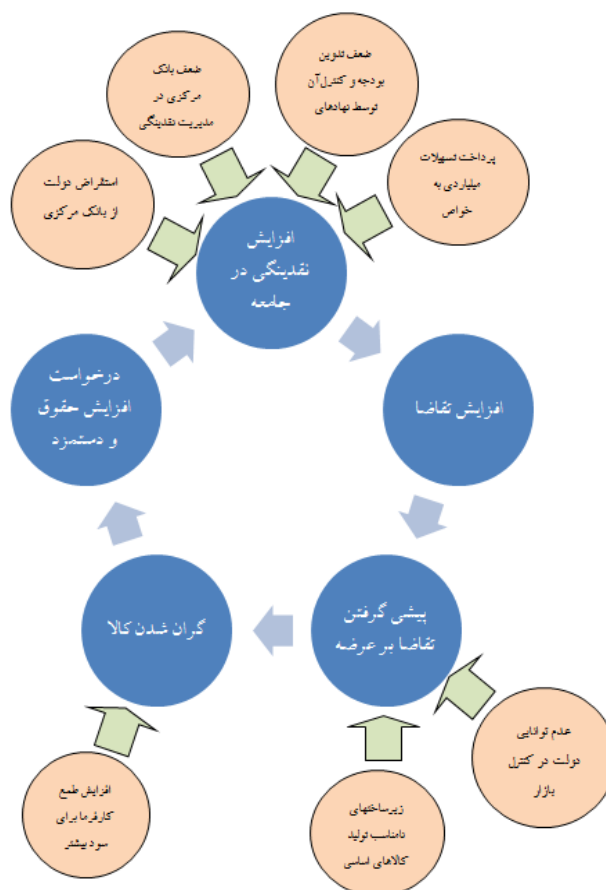 ضعف تدوین
بودجه و کنترل آن
توسط نهادهای
ضعف بانک
مرکزی در
مدیریت نقدینگی
پرداخت تسهیلات
میلیاردی به
خواص
استقراض دولت
از بانک مرکزی
افزایش
نقدینگی در
جامعه
افزایش تقاضا
پیشی گرفتن
تقاضا بر عرضه
گران شدن کالا
درخواست
افزایش حقوق
و دستمزد
عدم توانایی
دولت در کنترل
بازار
زیرساختهای
نامناسب تولید
کالاهای اساسی
افزایش طمع
کارفرما برای
سود بیشتر